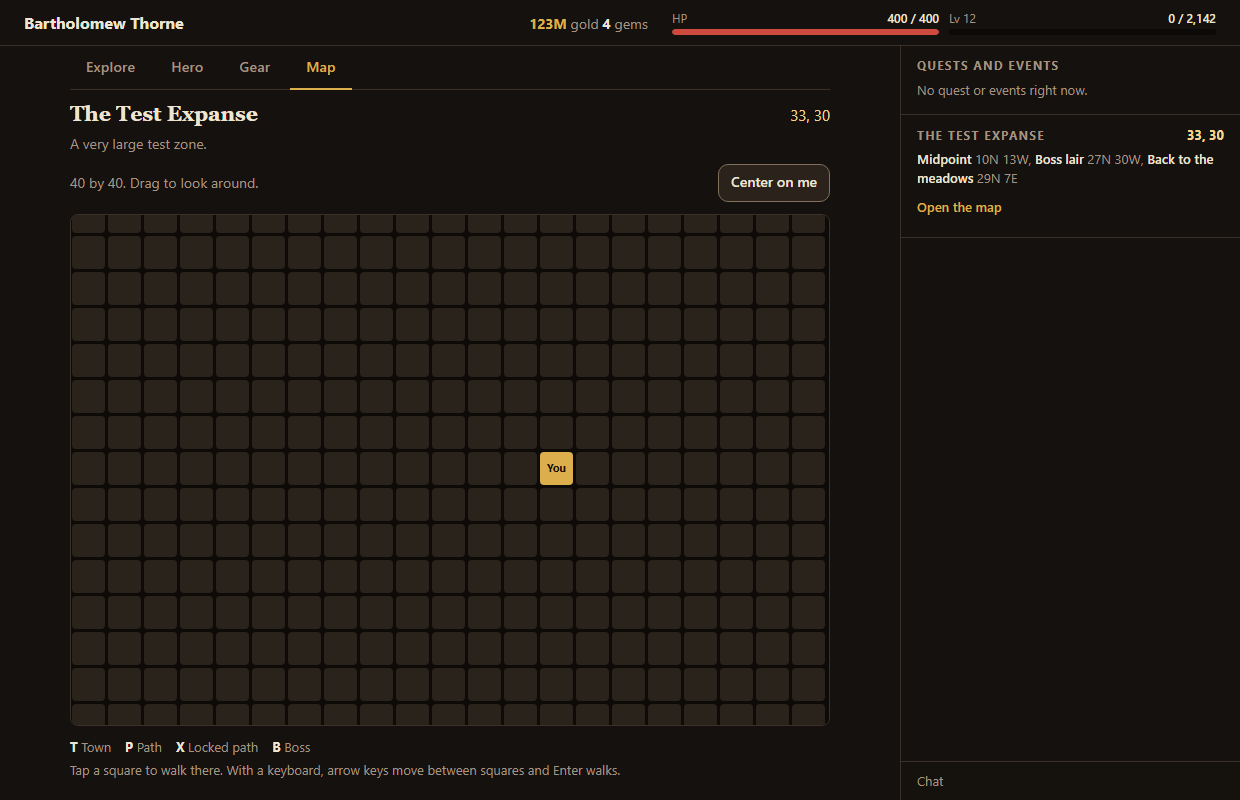 Bartholomew Thorne
123M gold 4 gems
HP 400 / 400
Lv 12 0 / 2,142
Explore Hero Gear Map
The Test Expanse 33, 30
A very large test zone.
40 by 40. Drag to look around.
Center on me
You
T Town P Path X Locked path B Boss
Tap a square to walk there. With a keyboard, arrow keys move between squares and Enter walks.
QUESTS AND EVENTS
No quest or events right now.
THE TEST EXPANSE 33, 30
Midpoint 10N 13W, Boss lair 27N 30W, Back to the
meadows 29N 7E
Open the map
Chat